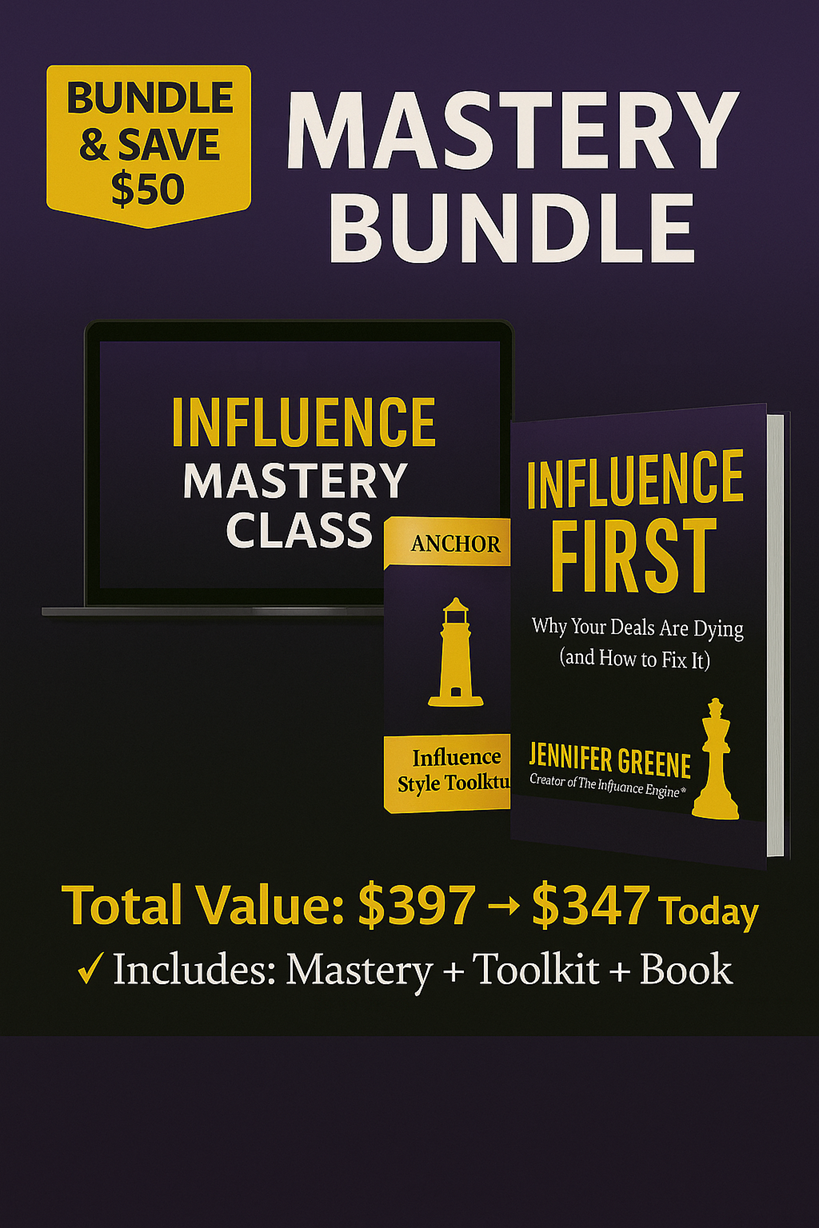 BUNDLE
& SAVE
$50
MASTERY
BUNDLE
INFLUENCE
MASTERY
CLASS
ANCHOR
Influence
Style Toolktu
INFLUENCE
FIRST
Why Your Deals Are Dying
(and How to Fix It)
JENNIFER GREENE
Creator of The Infuance Engine®
Total Value: $397 → $347 Today
✓ Includes: Mastery + Toolkit + Book